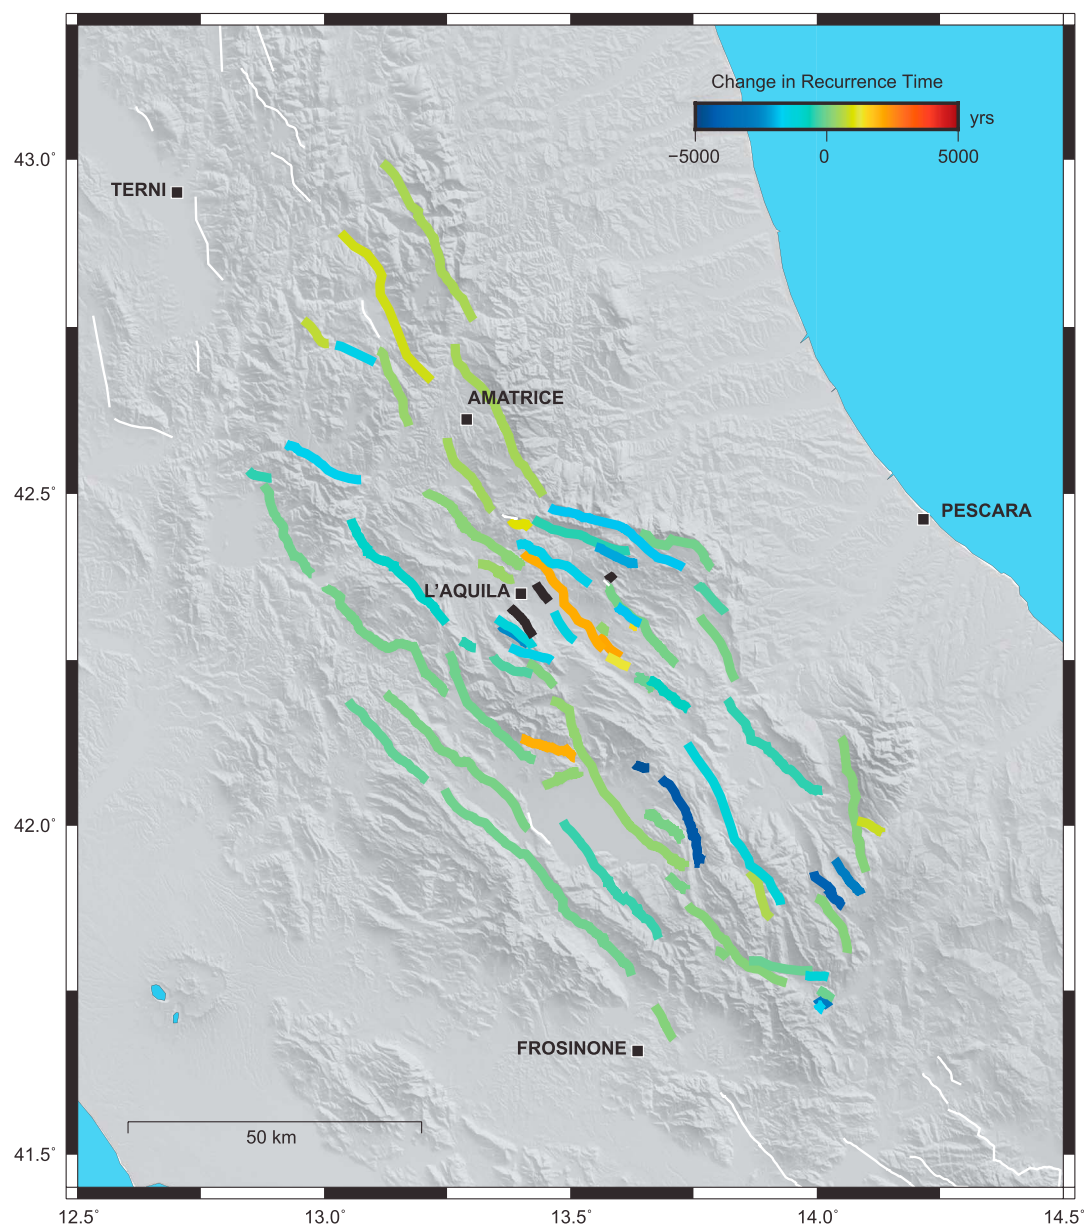 Change in Recurrence Time
yrs
−5000 0 5000
43.0°
TERNI
AMATRICE
42.5°
PESCARA
L'AQUILA
42.0°
FROSINONE
50 km
41.5°
12.5° 13.0° 13.5° 14.0° 14.5°